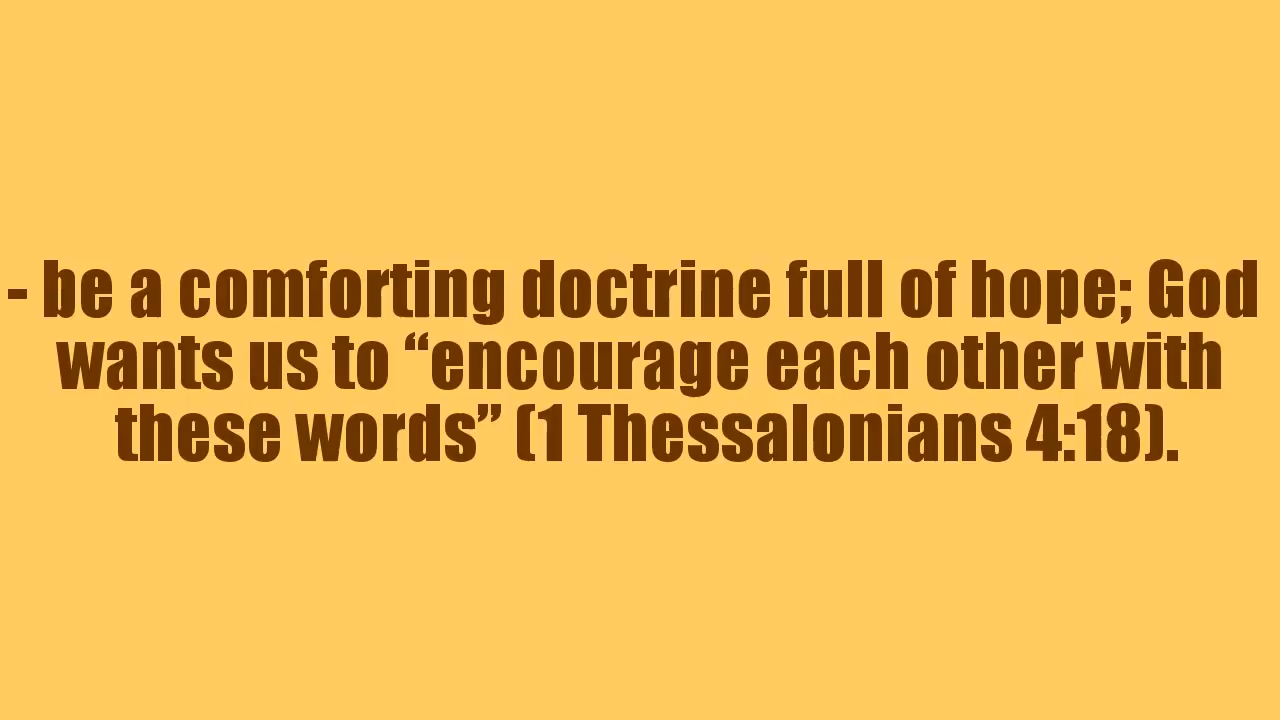 - be a comforting doctrine full of hope; God
wants us to “encourage each other with
these words” (1 Thessalonians 4:18).